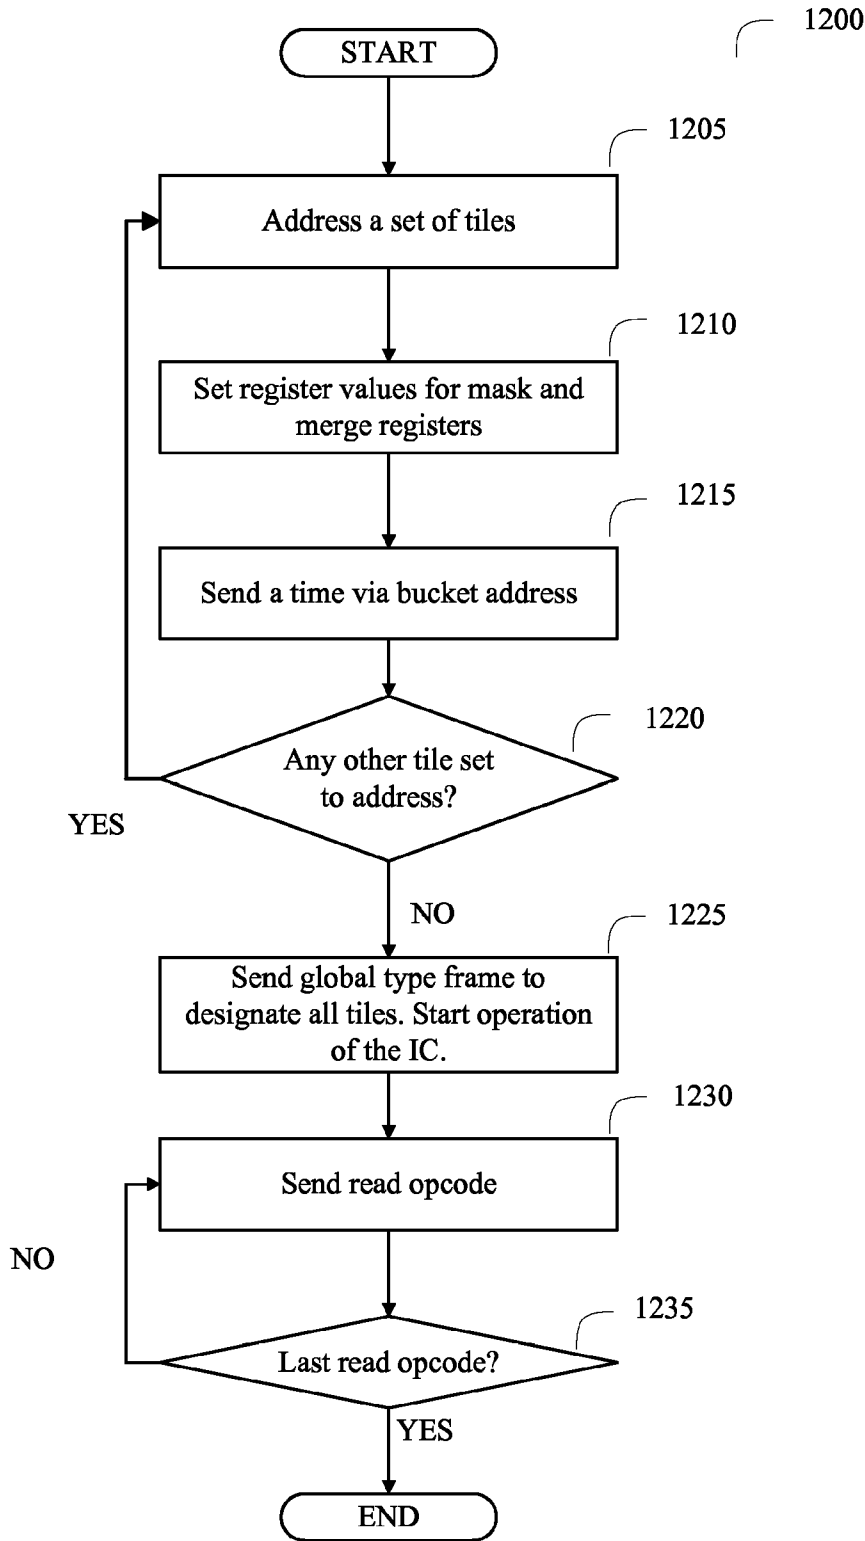 1200
START
1205
Address a set of tiles
1210
Set register values for mask and
merge registers
1215
Send a time via bucket address
1220
Any other tile set
to address?
YES
NO
1225
Send global type frame to
designate all tiles. Start operation
of the IC.
1230
Send read opcode
NO
1235
Last read opcode?
YES
END